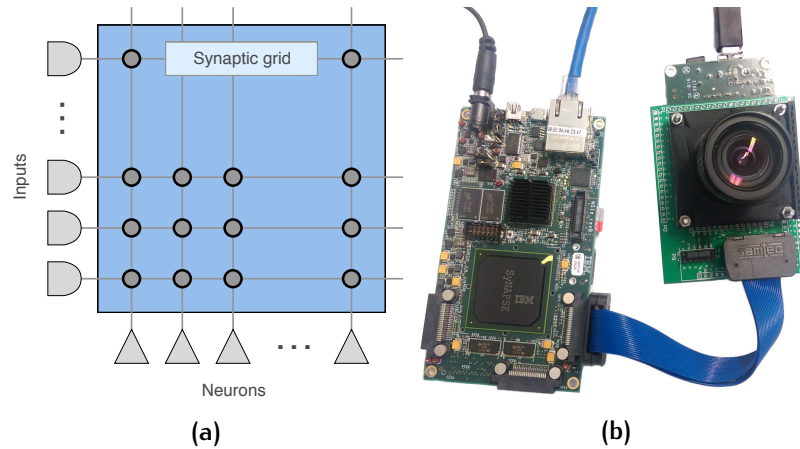 Synaptic grid
Inputs
Neurons
(a)
SyNAPSE
IBM
Samtec
(b)